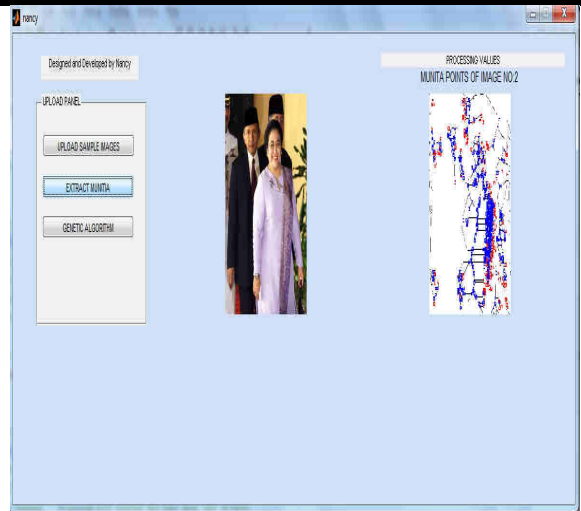 nancy
Designed and Developed by Nancy
PROCESSING VALUES
MUNITA POINTS OF IMAGE NO:2
UPLOAD PANEL
UPLOAD SAMPLE IMAGES
EXTRACT MUNITIA
GENETIC ALGORITHM